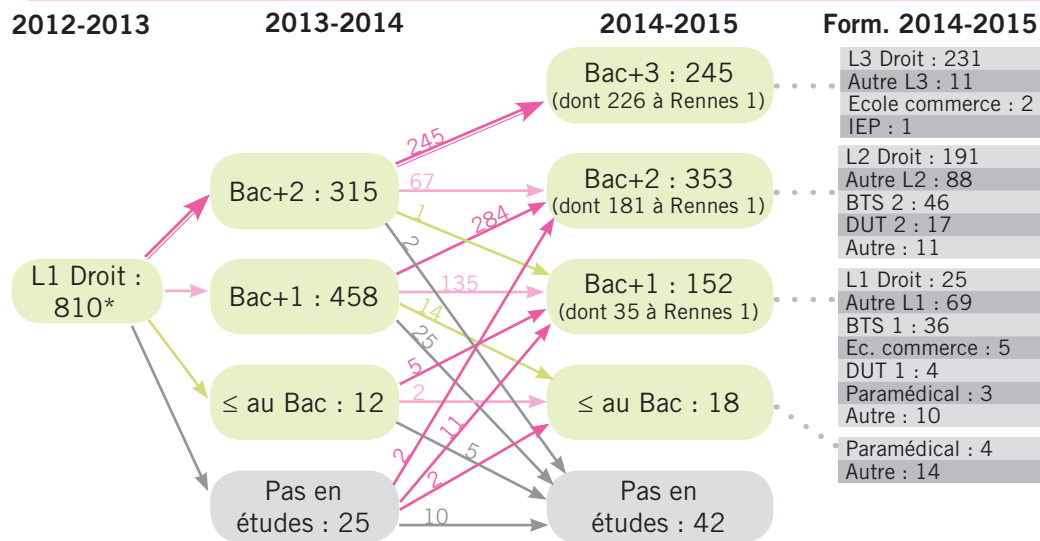 2012-2013
2013-2014
2014-2015
Form. 2014-2015
L1 Droit :
810*
Bac+2 : 315
Bac+1 : 458
≤ au Bac : 12
Pas en
études : 25
245
67
1
2
284
135
14
25
5
2
5
2
11
2
10
Bac+3 : 245
(dont 226 à Rennes 1)
Bac+2 : 353
(dont 181 à Rennes 1)
Bac+1 : 152
(dont 35 à Rennes 1)
≤ au Bac : 18
Pas en
études : 42
L3 Droit : 231
Autre L3 : 11
Ecole commerce : 2
IEP : 1
L2 Droit : 191
Autre L2 : 88
BTS 2 : 46
DUT 2 : 17
Autre : 11
L1 Droit : 25
Autre L1 : 69
BTS 1 : 36
Ec. commerce : 5
DUT 1 : 4
Paramédical : 3
Autre : 10
Paramédical : 4
Autre : 14